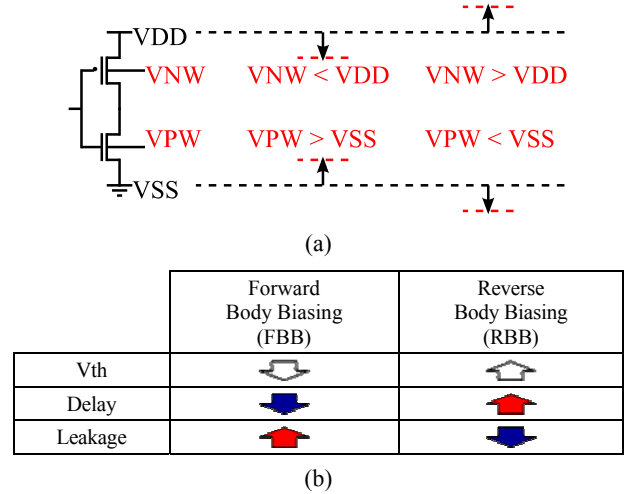 VDD
VNW VNW < VDD VNW > VDD
VPW VPW > VSS VPW < VSS
VSS
(a)
Forward Reverse
Body Biasing Body Biasing
(FBB) (RBB)
Vth
Delay
Leakage
(b)